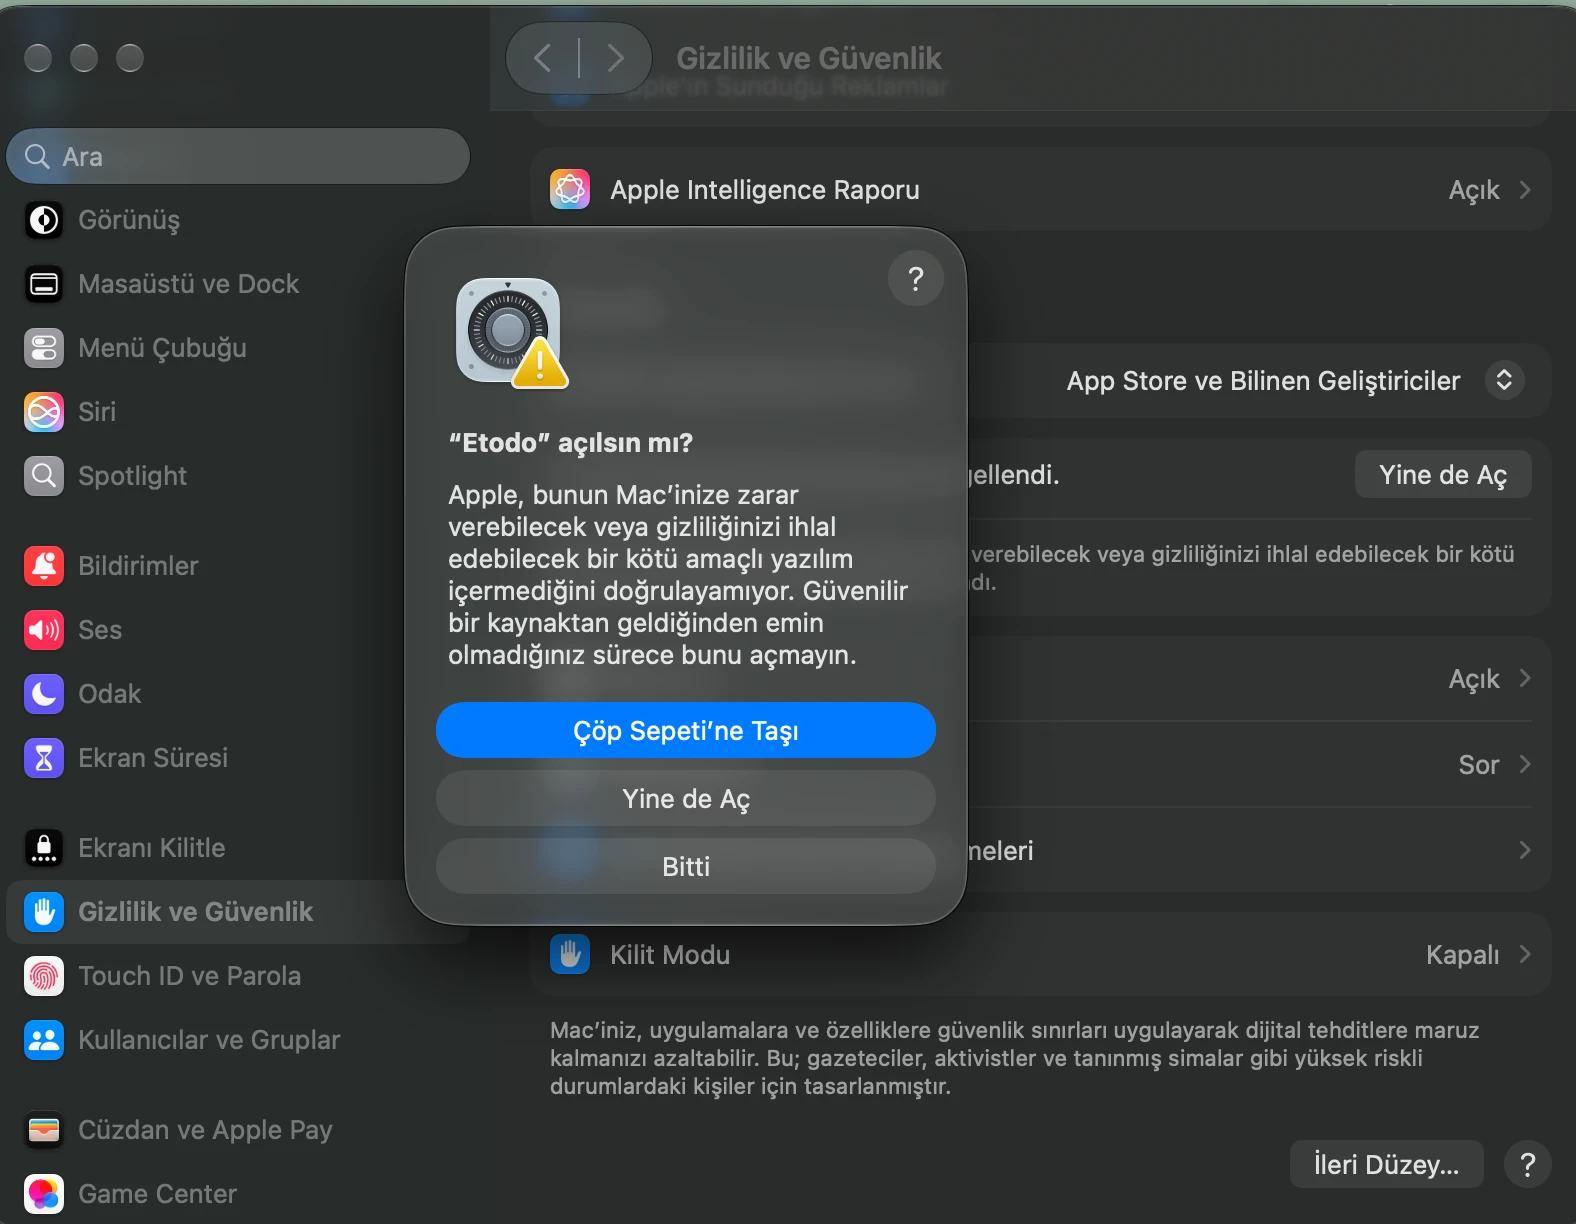 Gizlilik ve Güvenlik
Apple'ın Sunduğu Reklamlar
Ara
Görünüş
Masaüstü ve Dock
Menü Çubuğu
Siri
Spotlight
Bildirimler
Ses
Odak
Ekran Süresi
Ekranı Kilitle
Gizlilik ve Güvenlik
Touch ID ve Parola
Kullanıcılar ve Gruplar
Cüzdan ve Apple Pay
Game Center
Apple Intelligence Raporu
Açık
App Store ve Bilinen Geliştiriciler
gellendi.
Yine de Aç
verebilecek veya gizliliğinizi ihlal edebilecek bir kötü
dı.
Açık
Sor
meleri
Kilit Modu
Kapalı
Mac'iniz, uygulamalara ve özelliklere güvenlik sınırları uygulayarak dijital tehditlere maruz
kalmanızı azaltabilir. Bu; gazeteciler, aktivistler ve tanınmış simalar gibi yüksek riskli
durumlardaki kişiler için tasarlanmıştır.
İleri Düzey...
?
?
“Etodo” açılsın mı?
Apple, bunun Mac’inize zarar
verebilecek veya gizliliğinizi ihlal
edebilecek bir kötü amaçlı yazılım
içermediğini doğrulayamıyor. Güvenilir
bir kaynaktan geldiğinden emin
olmadığınız sürece bunu açmayın.
Çöp Sepeti’ne Taşı
Yine de Aç
Bitti